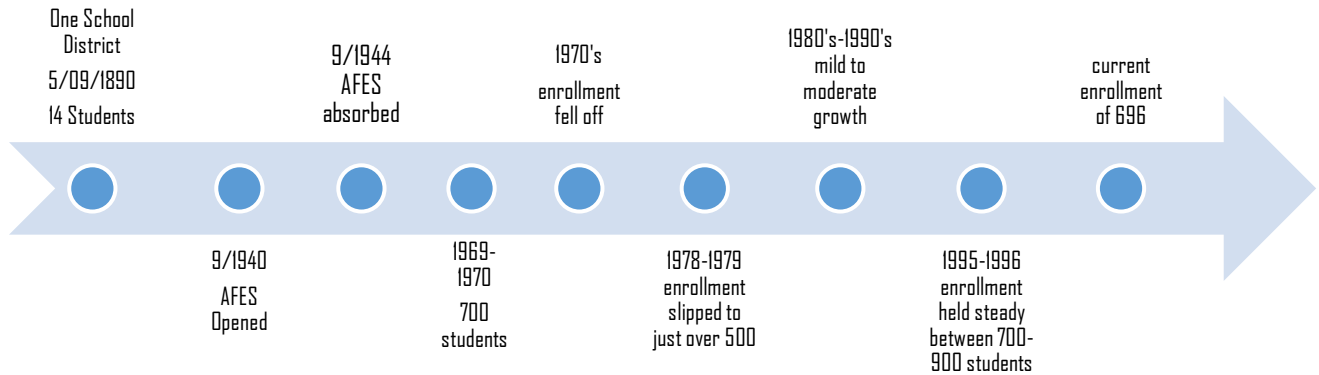 One School
District
5/09/1890
14 Students
9/1940
AFES
Opened
9/1944
AFES
absorbed
1969-
1970
700
students
1970's
enrollment
fell off
1978-1979
enrollment
slipped to
just over 500
1980's-1990's
mild to
moderate
growth
1995-1996
enrollment
held steady
between 700-
900 students
current
enrollment
of 696